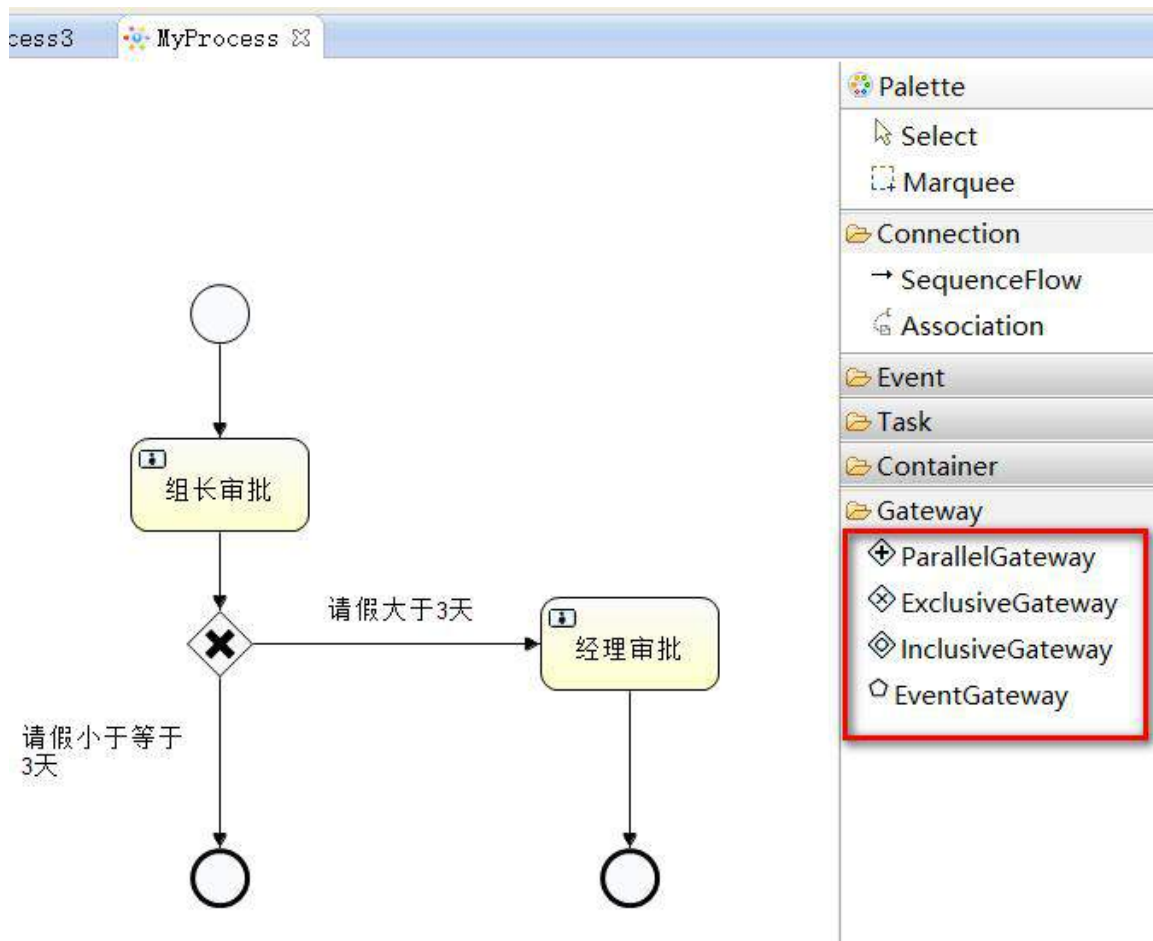 cess3
MyProcess
Palette
Select
Marquee
Connection
SequenceFlow
Association
Event
Task
Container
Gateway
ParallelGateway
ExclusiveGateway
InclusiveGateway
EventGateway
组长审批
请假大于3天
经理审批
请假小于等于
3天